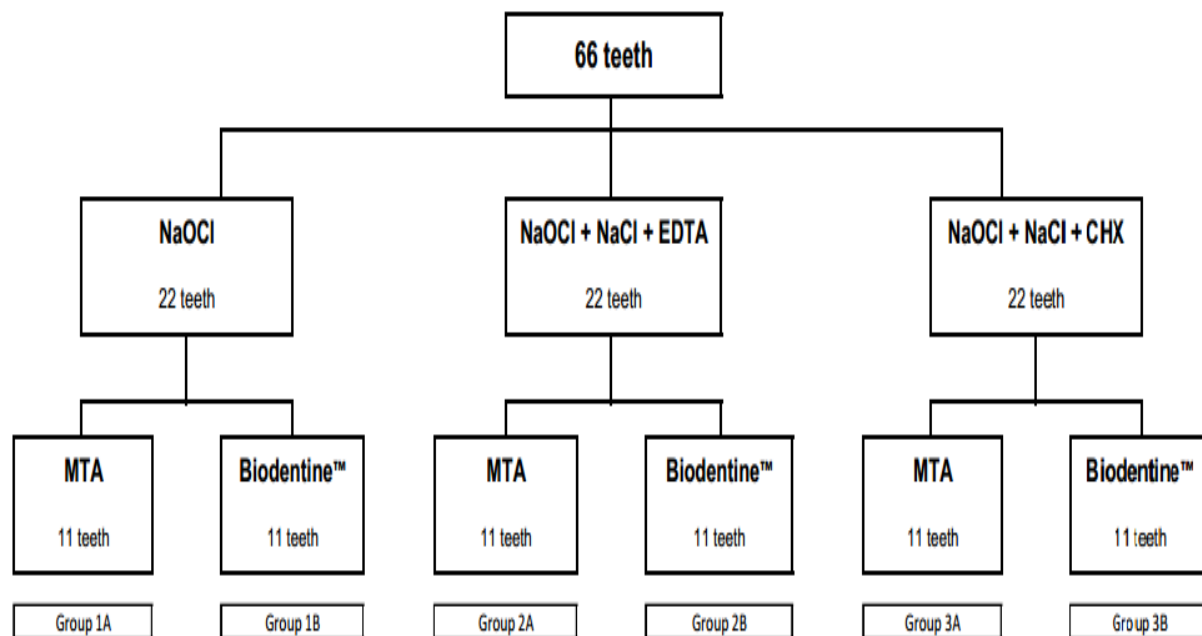 66 teeth
NaOCl
22 teeth
NaOCl + NaCl + EDTA
22 teeth
NaOCl + NaCl + CHX
22 teeth
MTA
11 teeth
Biodentine™
11 teeth
MTA
11 teeth
Biodentine™
11 teeth
MTA
11 teeth
Biodentine™
11 teeth
Group 1A
Group 1B
Group 2A
Group 2B
Group 3A
Group 3B